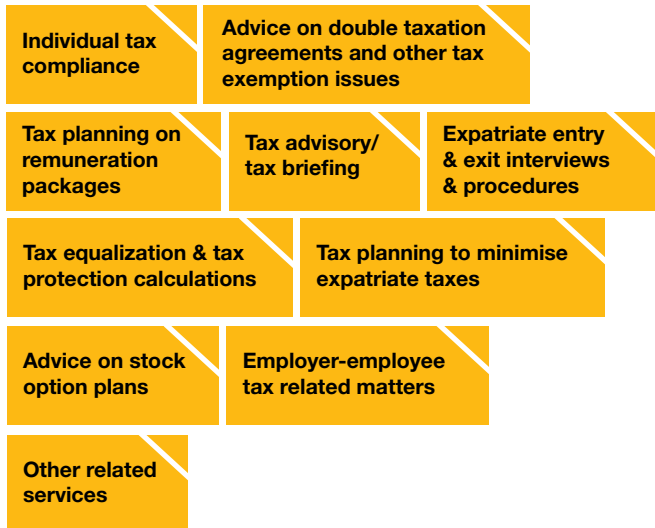 Individual tax
compliance
Advice on double taxation
agreements and other tax
exemption issues
Tax planning on
remuneration
packages
Tax advisory/
tax briefing
Expatriate entry
& exit interviews
& procedures
Tax equalization & tax
protection calculations
Tax planning to minimise
expatriate taxes
Advice on stock
option plans
Employer-employee
tax related matters
Other related
services